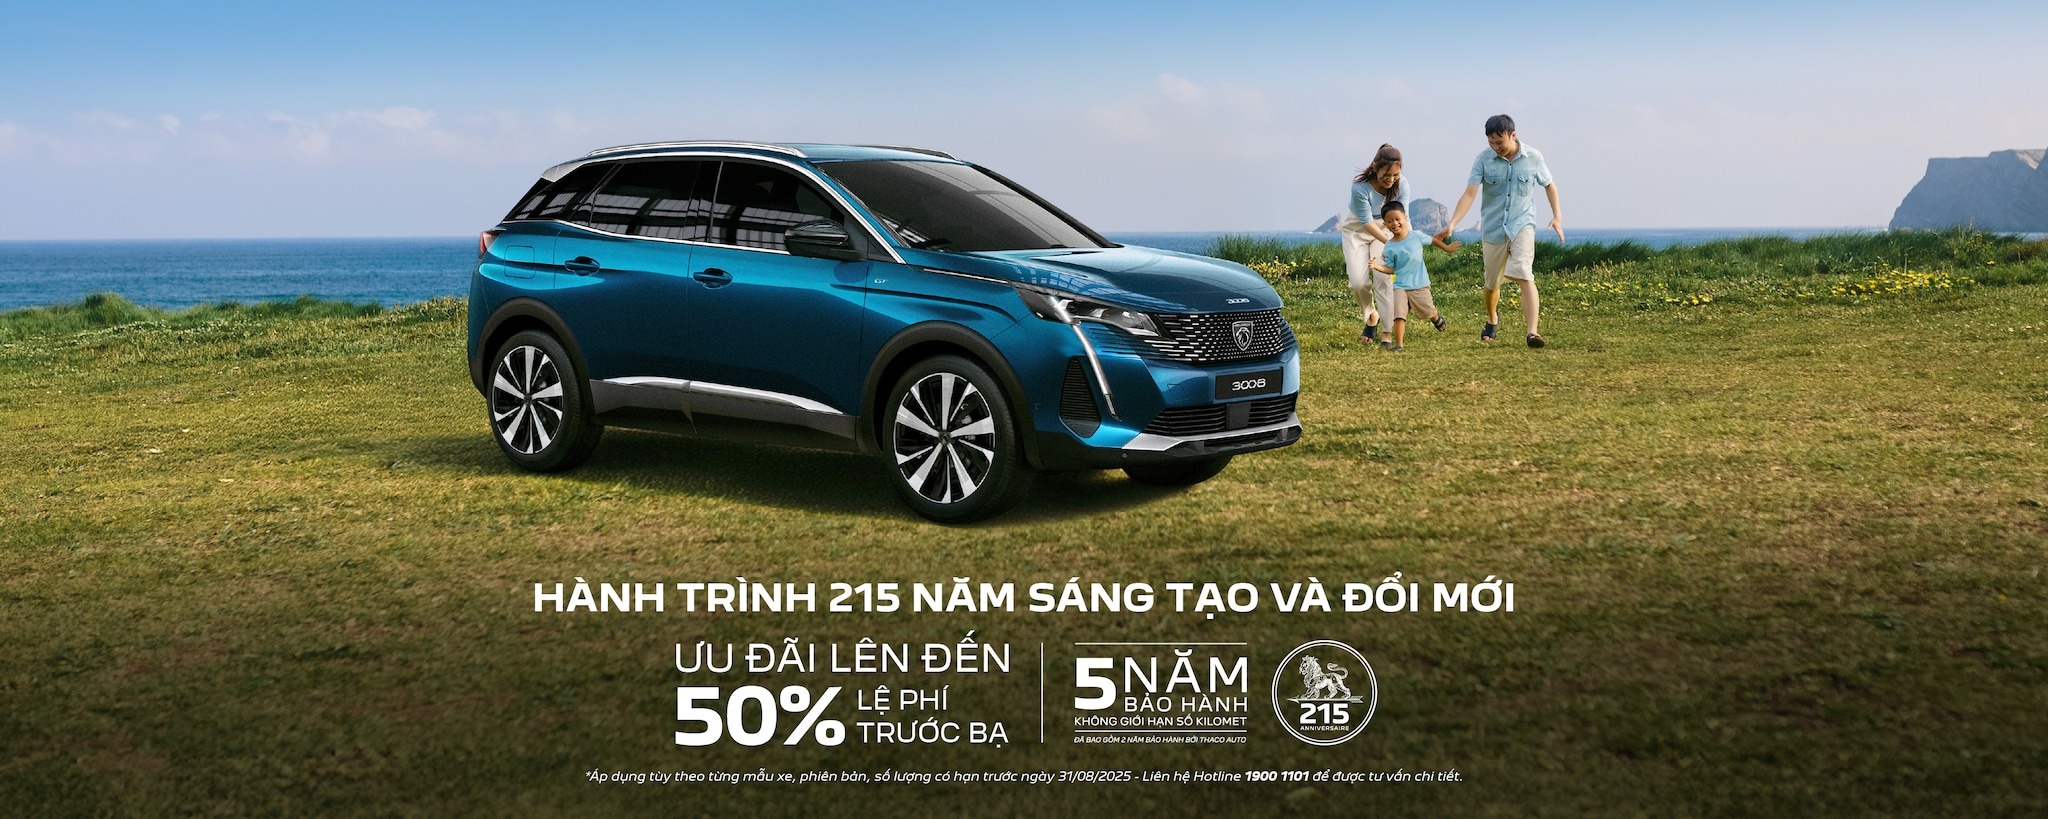 GT
3008
3008
HÀNH TRÌNH 215 NĂM SÁNG TẠO VÀ ĐỔI MỚI
ƯU ĐÃI LÊN ĐẾN
50% LỆ PHÍ
TRƯỚC BẠ
5 NĂM
BẢO HÀNH
KHÔNG GIỚI HẠN SỐ KILOMET
ĐÃ BAO GỒM 2 NĂM BẢO HÀNH BỞI THACO AUTO
215
ANNIVERSAIRE
*Áp dụng tùy theo từng mẫu xe, phiên bản, số lượng có hạn trước ngày 31/08/2025 - Liên hệ Hotline 1900 1101 để được tư vấn chi tiết.